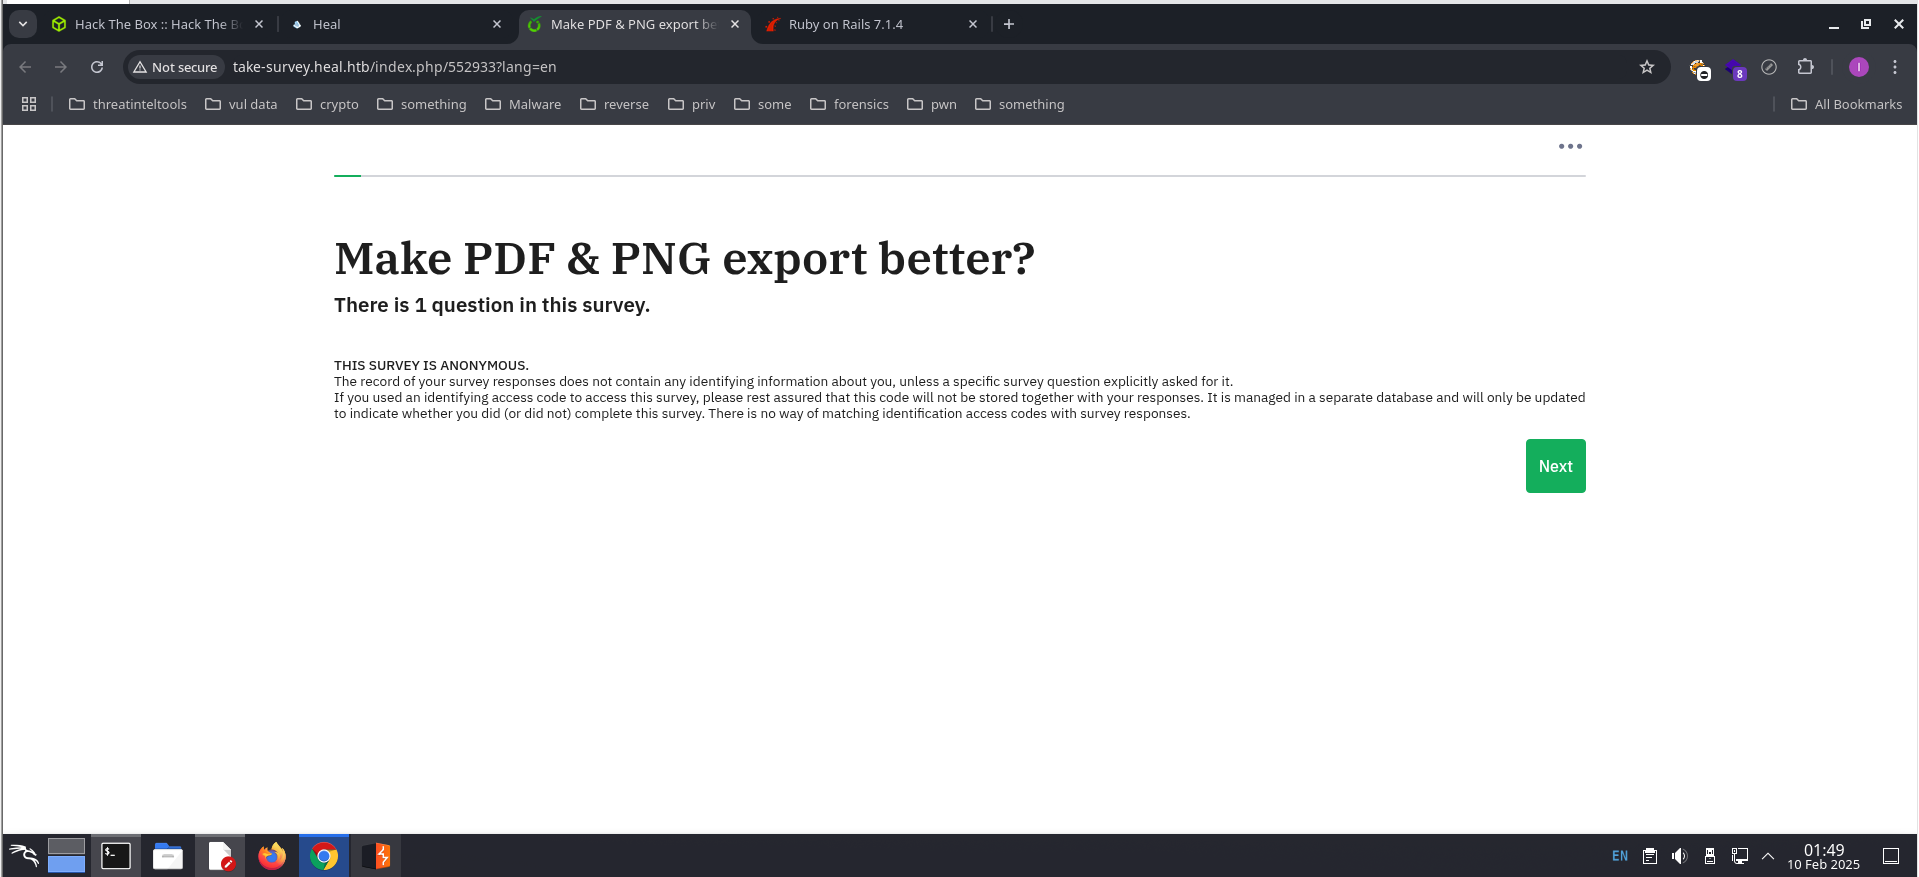 Hack The Box :: Hack The B
Heal
Make PDF & PNG export be
Ruby on Rails 7.1.4
Not secure
take-survey.heal.htb/index.php/552933?lang=en
8
I
threatinteltools
vul data
crypto
something
Malware
reverse
priv
some
forensics
pwn
something
All Bookmarks
Make PDF & PNG export better?
There is 1 question in this survey.
THIS SURVEY IS ANONYMOUS.
The record of your survey responses does not contain any identifying information about you, unless a specific survey question explicitly asked for it.
If you used an identifying access code to access this survey, please rest assured that this code will not be stored together with your responses. It is managed in a separate database and will only be updated
to indicate whether you did (or did not) complete this survey. There is no way of matching identification access codes with survey responses.
Next
$_
EN
01:49
10 Feb 2025